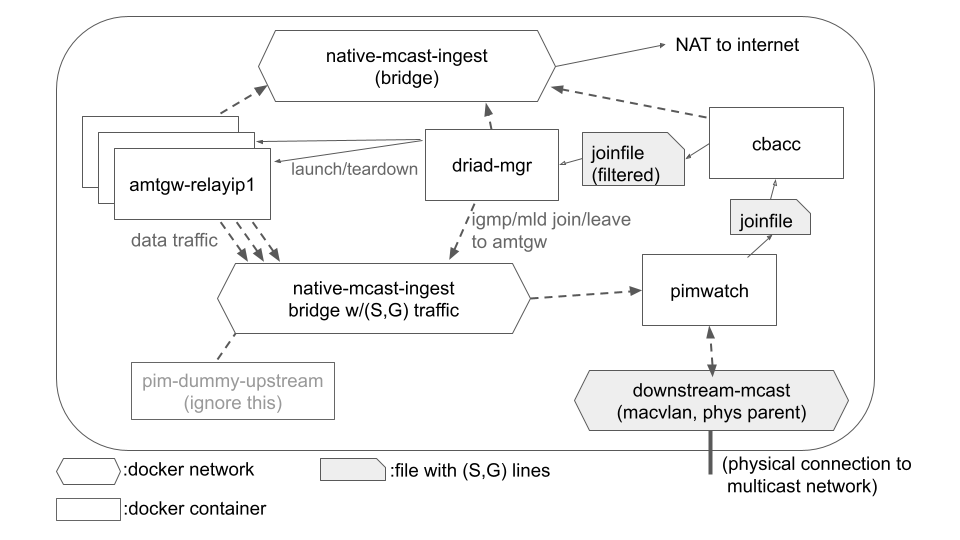 native-mcast-ingest
(bridge)
NAT to internet
cbacc
joinfile
(filtered)
driad-mgr
launch/teardown
amtgw-relayip1
joinfile
igmp/mld join/leave
to amtgw
data traffic
native-mcast-ingest
bridge w/(S,G) traffic
pimwatch
pim-dummy-upstream
(ignore this)
downstream-mcast
(macvlan, phys parent)
(physical connection to
multicast network)
:docker network
:file with (S,G) lines
:docker container